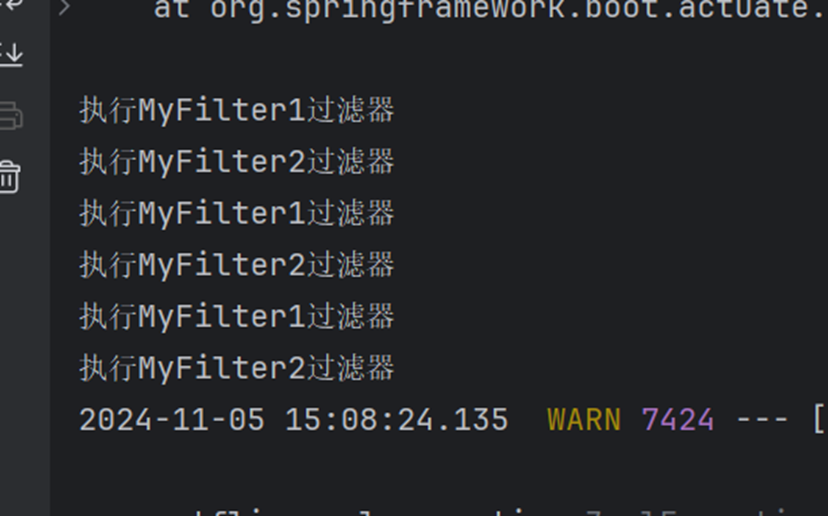 at org.springframework.boot.actuate.
执行MyFilter1过滤器
执行MyFilter2过滤器
执行MyFilter1过滤器
执行MyFilter2过滤器
执行MyFilter1过滤器
执行MyFilter2过滤器
2024-11-05 15:08:24.135  WARN 7424 --- [